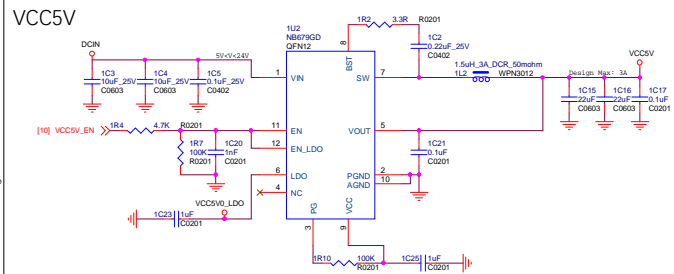 VCC5V
DCIN
1C3
10uF_25V
C0603
1C4
10uF_25V
C0603
1C5
0.1uF_25V
C0402
5V<V<24V
1U2
NB679GD
QFN12
1R2
3.3R
R0201
1C2
0.22uF_25V
C0402
1
VIN
BST
8
SW
7
1.5uH_3A_DCR_50mohm
1L2
WPN3012
Design Max: 3A
VCC5V
1C15
22uF
C0603
1C16
22uF
C0603
1C17
0.1uF
C0201
[10] VCC5V_EN
1R4
4.7K
R0201
1R7
100K
R0201
1C20
1nF
C0201
11
EN
12
EN_LDO
6
LDO
4
NC
VOUT
5
1C21
0.1uF
C0201
PGND
2
AGND
10
PG
3
VCC
9
VCC5V0_LDO
1C23
1uF
C0201
1R10
100K
R0201
1C25
1uF
C0201